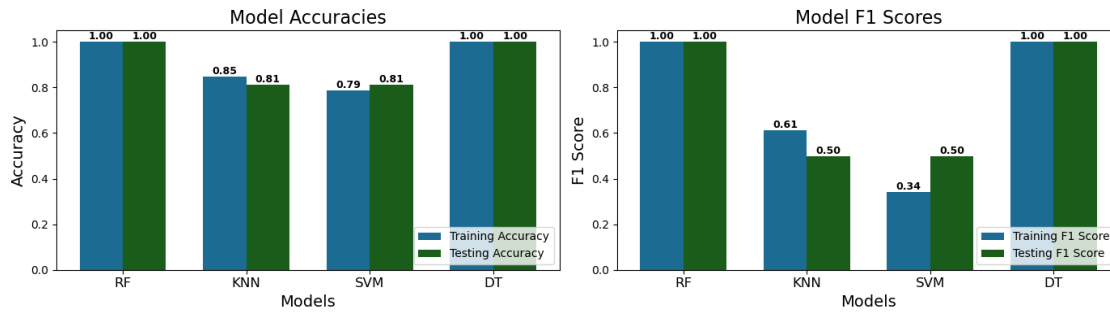 Model Accuracies
Accuracy
1.0
0.8
0.6
0.4
0.2
0.0
1.00 1.00
0.85 0.81
0.79 0.81
1.00 1.00
Training Accuracy
Testing Accuracy
RF KNN SVM DT
Models
Model F1 Scores
F1 Score
1.0
0.8
0.6
0.4
0.2
0.0
1.00 1.00
0.61 0.50
0.34 0.50
1.00 1.00
Training F1 Score
Testing F1 Score
RF KNN SVM DT
Models